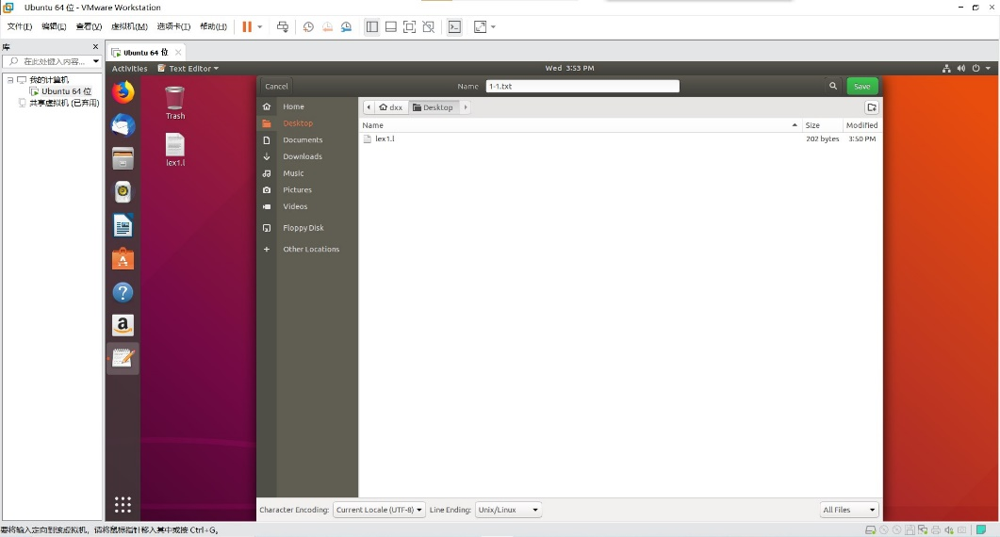 Ubuntu 64 位 - VMware Workstation
文件(F) 编辑(E) 查看(V) 虚拟机(M) 选项卡(T) 帮助(H)
库
在此处键入内容...
我的计算机
Ubuntu 64 位
共享虚拟机 (已弃用)
Ubuntu 64 位
Activities Text Editor Wed 3:53 PM
Trash
lex1.l
Cancel Name 1-1.txt Save
Home
Desktop
Documents
Downloads
Music
Pictures
Videos
Floppy Disk
Other Locations
dxx Desktop
Name Size Modified
lex1.l 202 bytes 3:50 PM
Character Encoding: Current Locale (UTF-8) Line Ending: Unix/Linux All Files
要将输入定向到该虚拟机，请将鼠标指针移入其中或按 Ctrl+G。